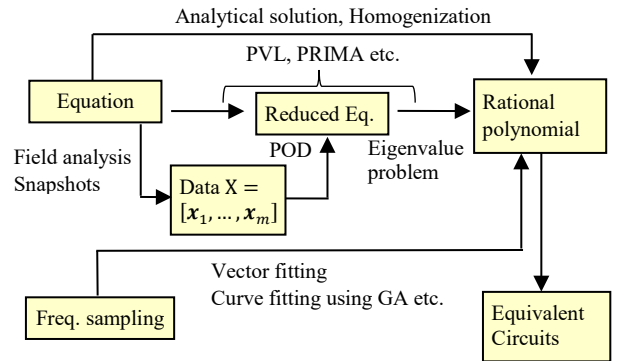 Analytical solution, Homogenization
PVL, PRIMA etc.
Equation
Reduced Eq.
Rational
polynomial
Field analysis
Snapshots
POD
Eigenvalue
problem
Data X =
[𝒙₁, … , 𝒙ₘ]
Vector fitting
Curve fitting using GA etc.
Freq. sampling
Equivalent
Circuits